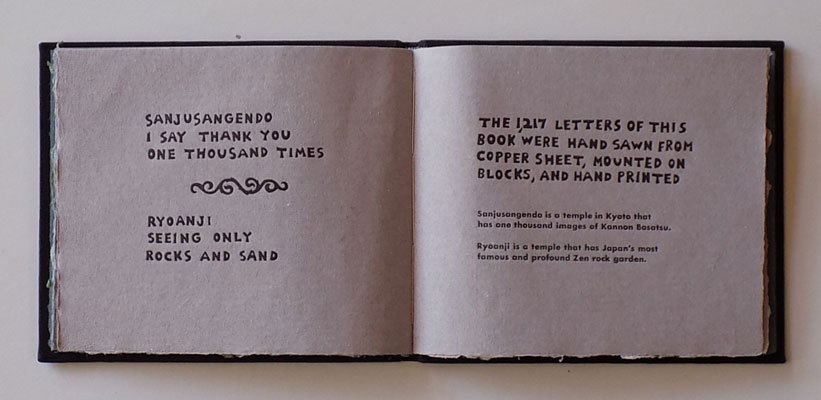 SANJUSANGENDO
I SAY THANK YOU
ONE THOUSAND TIMES
RYOANJI
SEEING ONLY
ROCKS AND SAND
THE 1,217 LETTERS OF THIS
BOOK WERE HAND SAWN FROM
COPPER SHEET, MOUNTED ON
BLOCKS, AND HAND PRINTED
Sanjusangendo is a temple in Kyoto that
has one thousand images of Kannon Bosatsu.
Ryoanji is a temple that has Japan's most
famous and profound Zen rock garden.